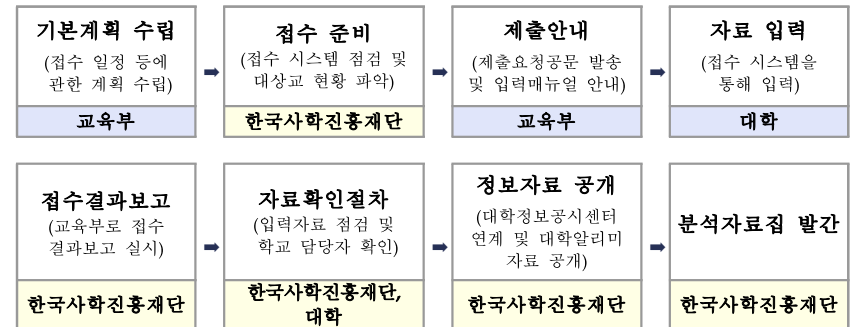 기본계획 수립
(접수 일정 등에
관한 계획 수립)
교육부
접수 준비
(접수 시스템 점검 및
대상교 현황 파악)
한국사학진흥재단
제출안내
(제출요청공문 발송
및 입력매뉴얼 안내)
교육부
자료 입력
(접수 시스템을
통해 입력)
대학
접수결과보고
(교육부로 접수
결과보고 실시)
한국사학진흥재단
자료확인절차
(입력자료 점검 및
학교 담당자 확인)
한국사학진흥재단,
대학
정보자료 공개
(대학정보공시센터
연계 및 대학알리미
자료 공개)
한국사학진흥재단
분석자료집 발간
한국사학진흥재단